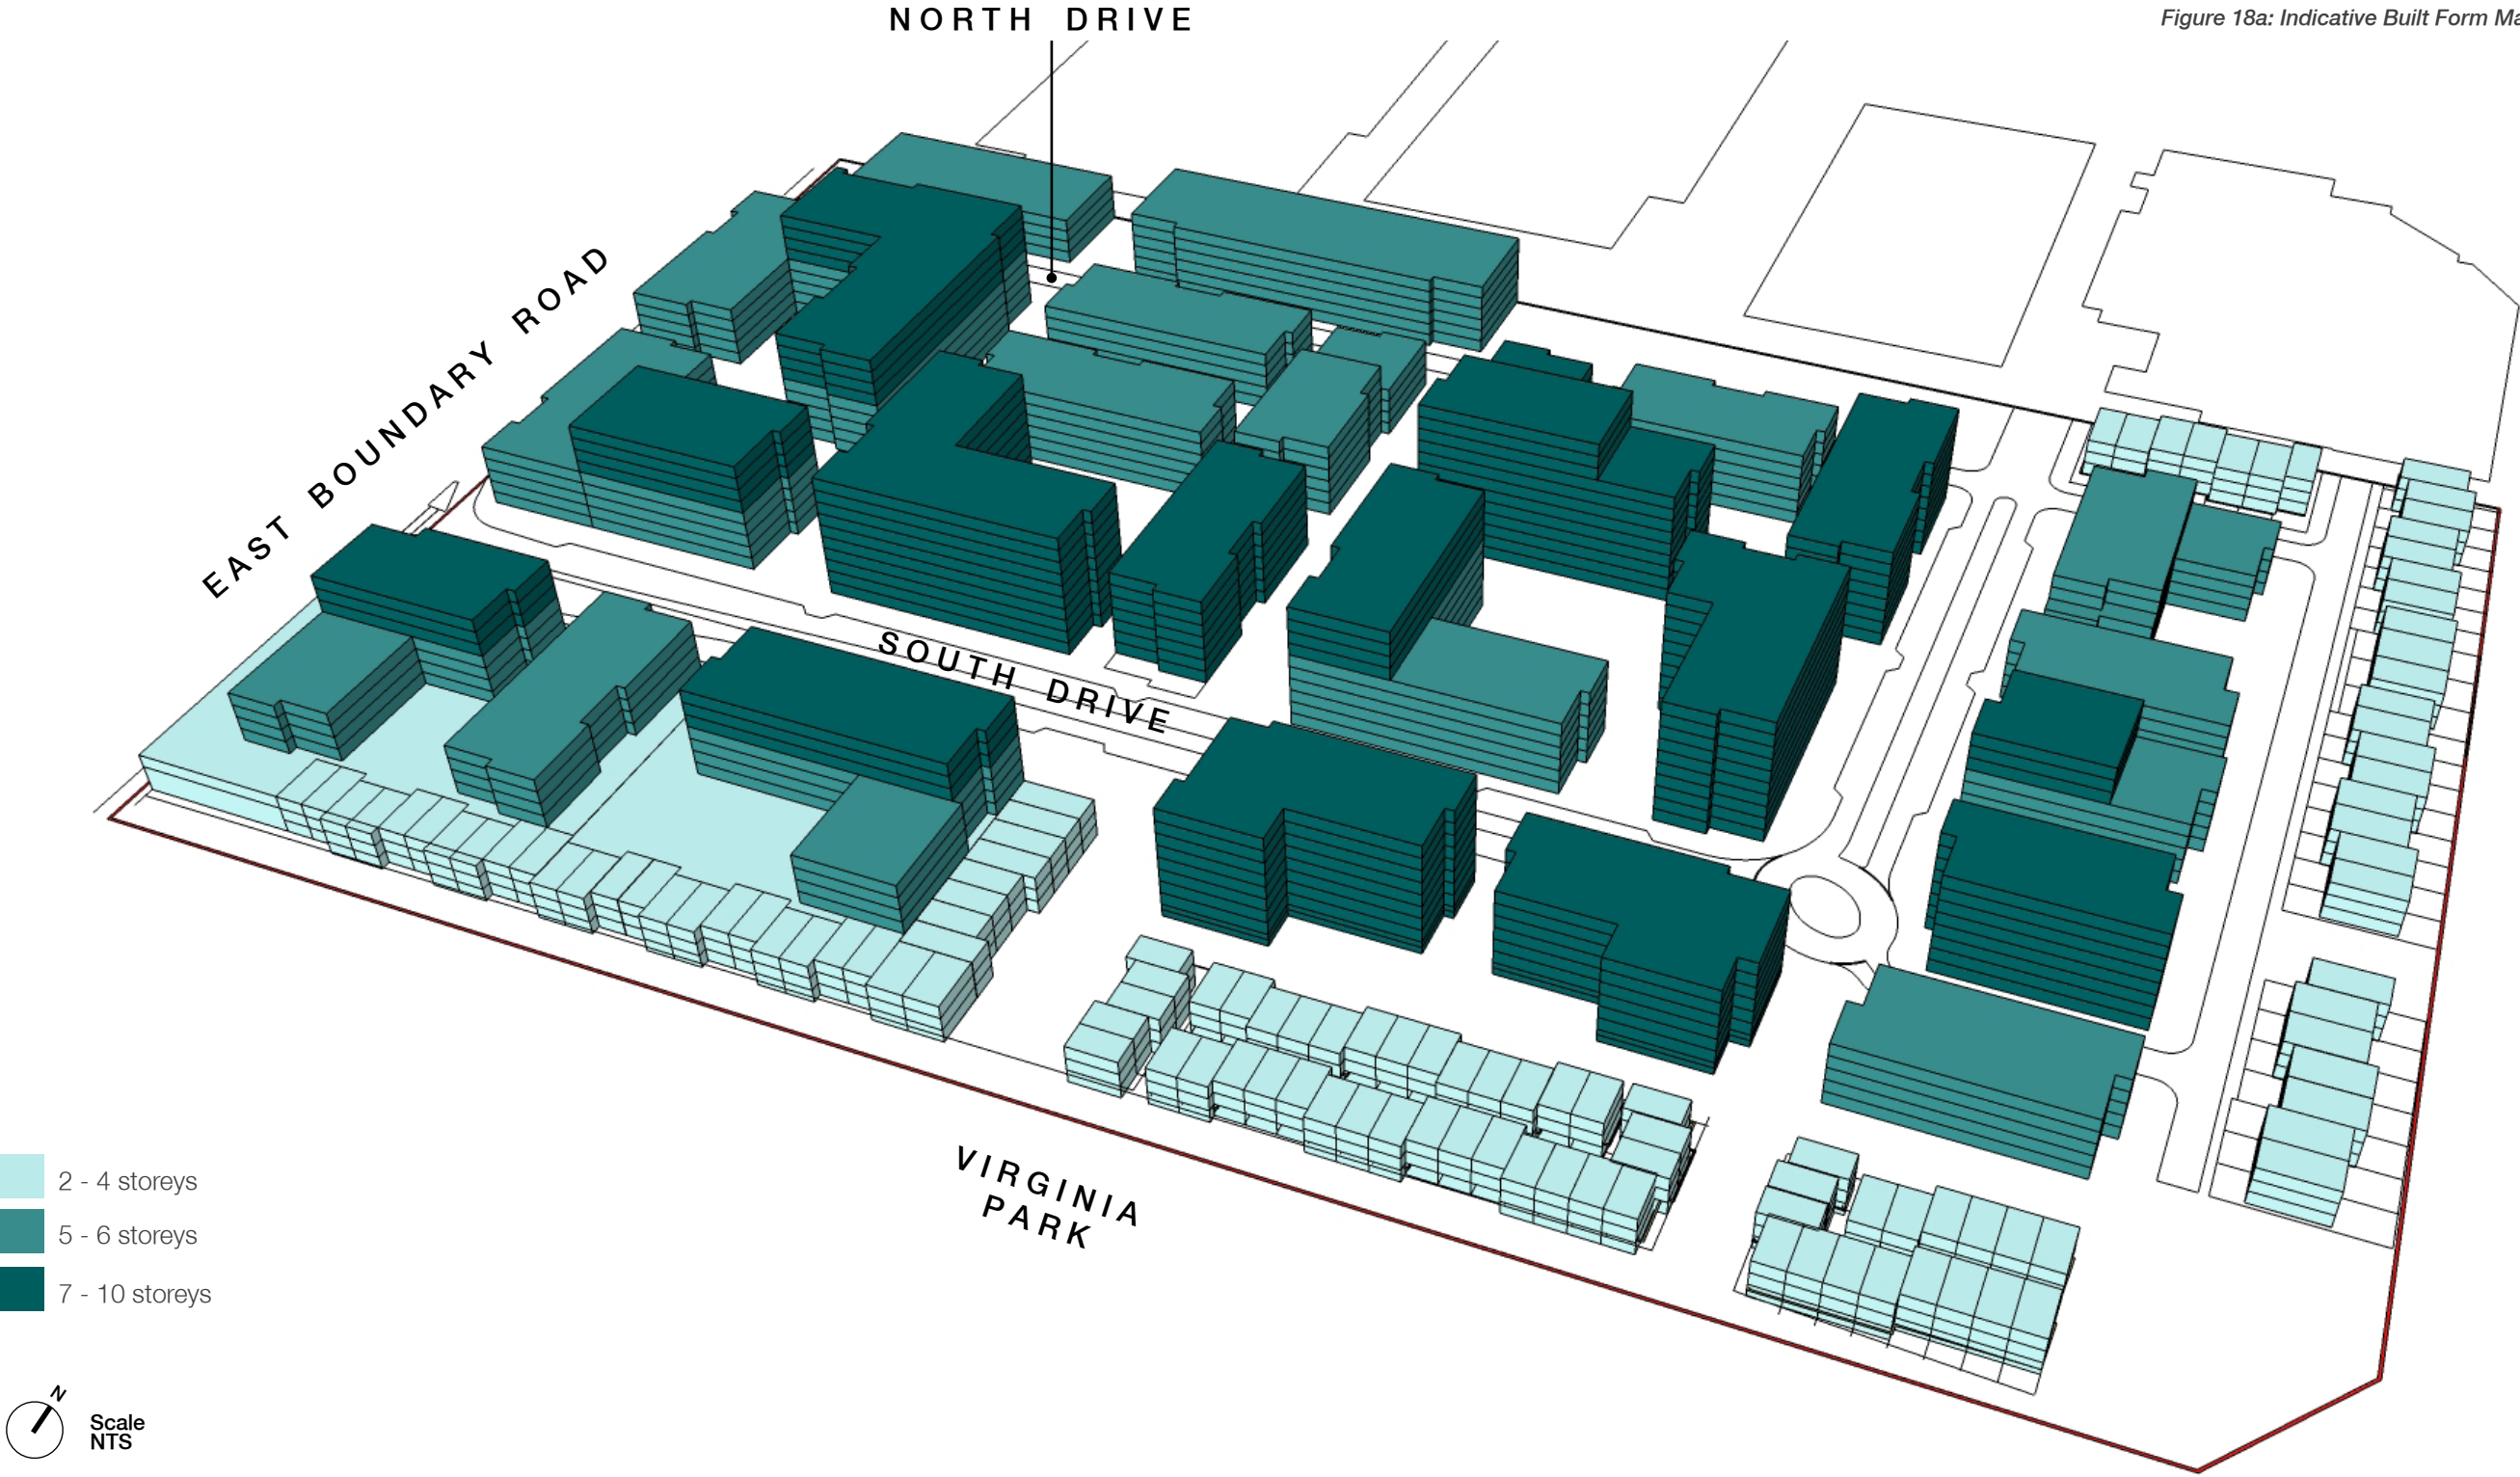 NORTH DRIVE
Figure 18a: Indicative Built Form
EAST BOUNDARY ROAD
SOUTH DRIVE
VIRGINIA
PARK
2 - 4 storeys
5 - 6 storeys
7 - 10 storeys
N
Scale
NTS